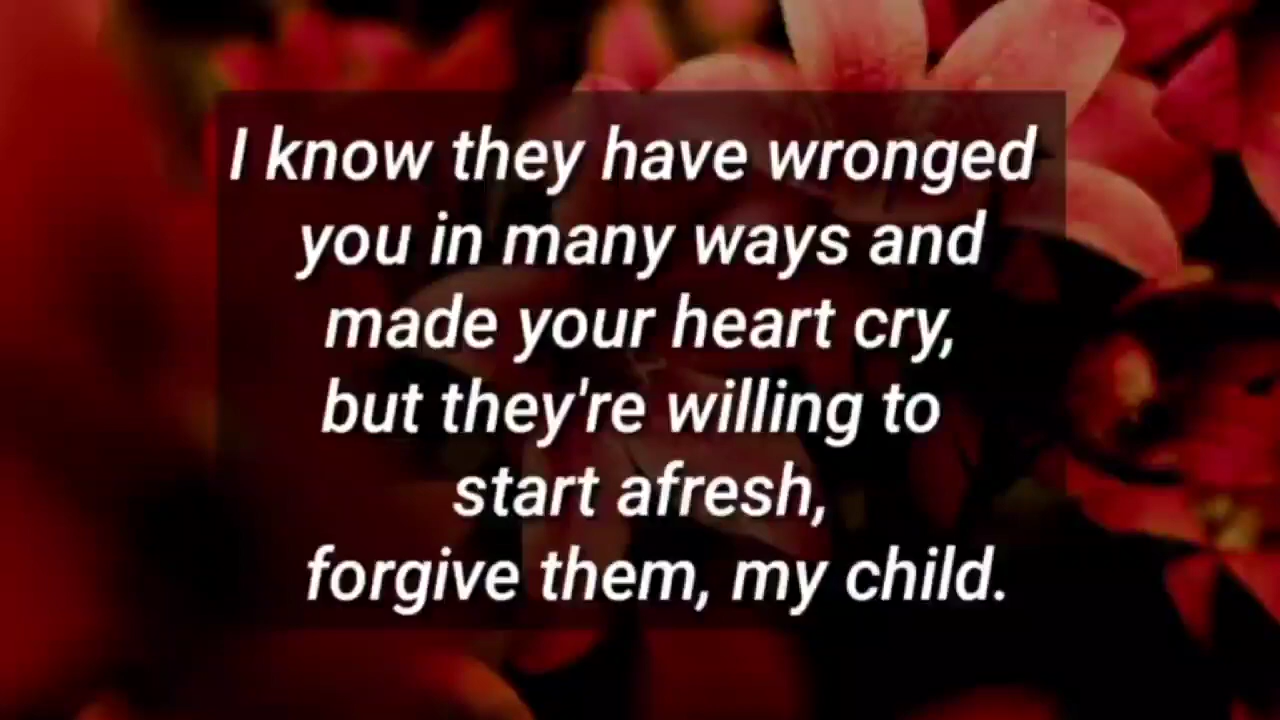 I know they have wronged
you in many ways and
made your heart cry,
but they're willing to
start afresh,
forgive them, my child.